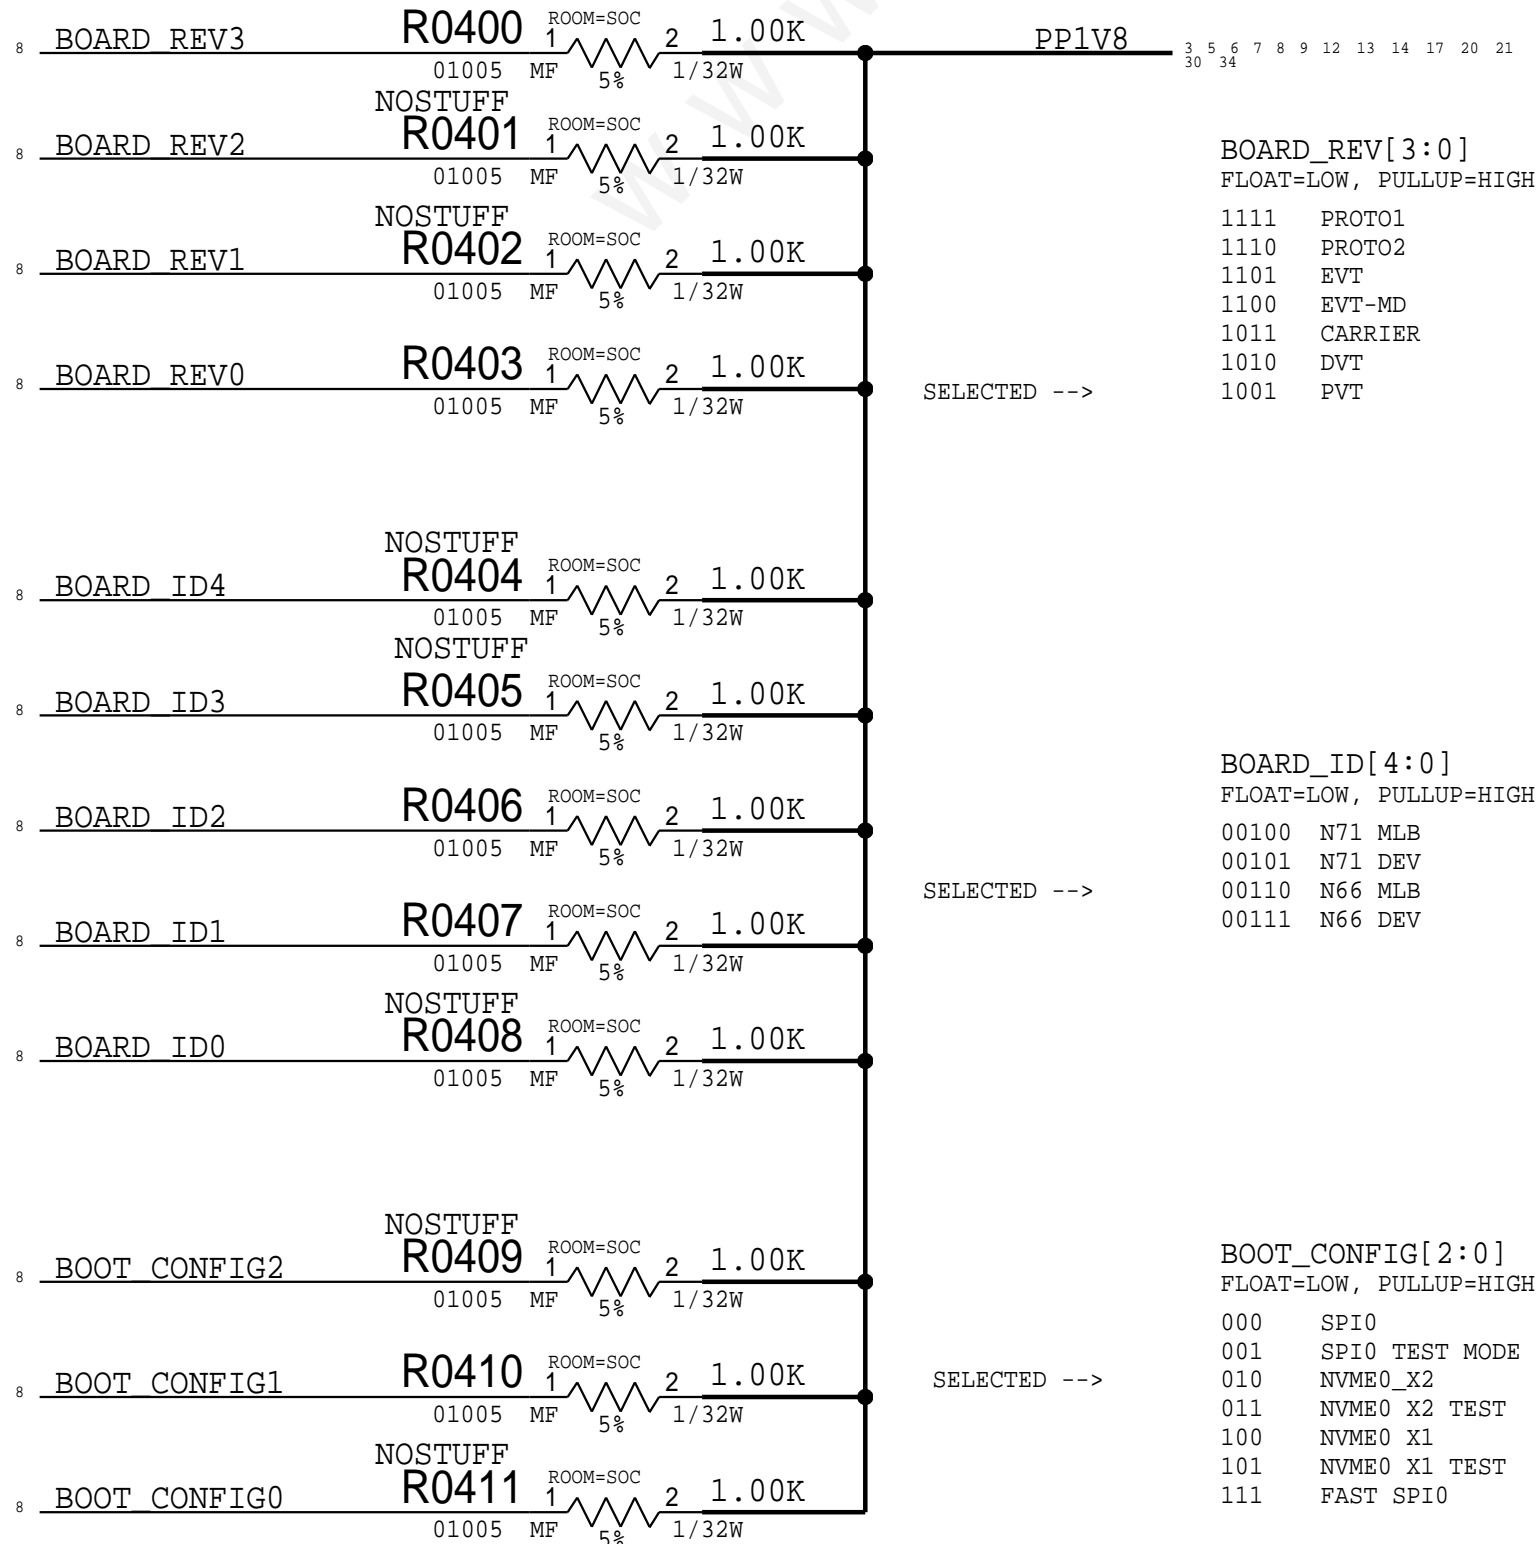 8 BOARD_REV3 R0400 1 ROOM=SOC 2 1.00K PP1V8 3 5 6 7 8 9 12 13 14 17 20 21
01005 MF 5% 1/32W 30 34
NOSTUFF
8 BOARD_REV2 R0401 1 ROOM=SOC 2 1.00K
01005 MF 5% 1/32W
NOSTUFF
8 BOARD_REV1 R0402 1 ROOM=SOC 2 1.00K
01005 MF 5% 1/32W
8 BOARD_REV0 R0403 1 ROOM=SOC 2 1.00K
01005 MF 5% 1/32W
BOARD_REV[3:0]
FLOAT=LOW, PULLUP=HIGH
1111 PROTO1
1110 PROTO2
1101 EVT
1100 EVT-MD
1011 CARRIER
1010 DVT
SELECTED --> 1001 PVT
NOSTUFF
8 BOARD_ID4 R0404 1 ROOM=SOC 2 1.00K
01005 MF 5% 1/32W
NOSTUFF
8 BOARD_ID3 R0405 1 ROOM=SOC 2 1.00K
01005 MF 5% 1/32W
8 BOARD_ID2 R0406 1 ROOM=SOC 2 1.00K
01005 MF 5% 1/32W
8 BOARD_ID1 R0407 1 ROOM=SOC 2 1.00K
01005 MF 5% 1/32W
NOSTUFF
8 BOARD_ID0 R0408 1 ROOM=SOC 2 1.00K
01005 MF 5% 1/32W
BOARD_ID[4:0]
FLOAT=LOW, PULLUP=HIGH
00100 N71 MLB
00101 N71 DEV
SELECTED --> 00110 N66 MLB
00111 N66 DEV
NOSTUFF
8 BOOT_CONFIG2 R0409 1 ROOM=SOC 2 1.00K
01005 MF 5% 1/32W
8 BOOT_CONFIG1 R0410 1 ROOM=SOC 2 1.00K
01005 MF 5% 1/32W
NOSTUFF
8 BOOT_CONFIG0 R0411 1 ROOM=SOC 2 1.00K
01005 MF 5% 1/32W
BOOT_CONFIG[2:0]
FLOAT=LOW, PULLUP=HIGH
000 SPI0
001 SPI0 TEST MODE
SELECTED --> 010 NVME0_X2
011 NVME0 X2 TEST
100 NVME0 X1
101 NVME0 X1 TEST
111 FAST SPI0
w w w